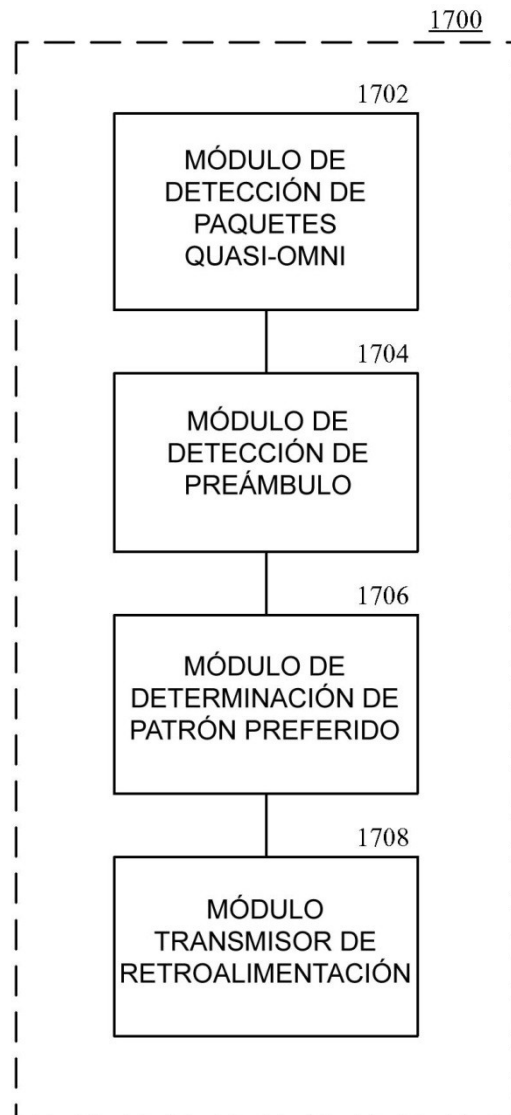 1700
1702
MÓDULO DE
DETECCIÓN DE
PAQUETES
QUASI-OMNI
1704
MÓDULO DE
DETECCIÓN DE
PREÁMBULO
1706
MÓDULO DE
DETERMINACIÓN DE
PATRÓN PREFERIDO
1708
MÓDULO
TRANSMISOR DE
RETROALIMENTACIÓN